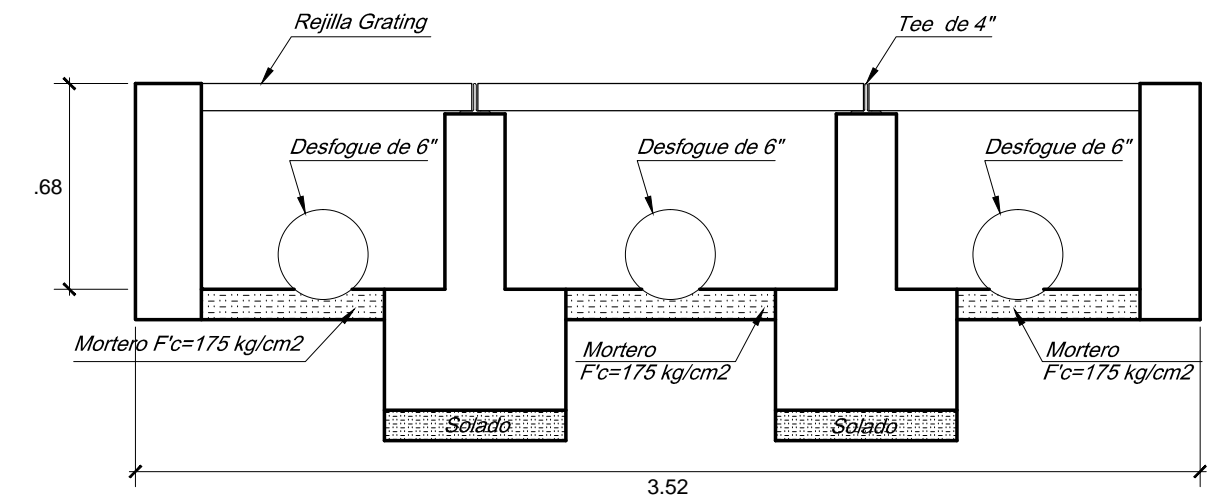 Rejilla Grating
Tee de 4"
Desfogue de 6"
Desfogue de 6"
Desfogue de 6"
.68
Mortero F'c=175 kg/cm2
Mortero
F'c=175 kg/cm2
Mortero
F'c=175 kg/cm2
Solado
Solado
3.52